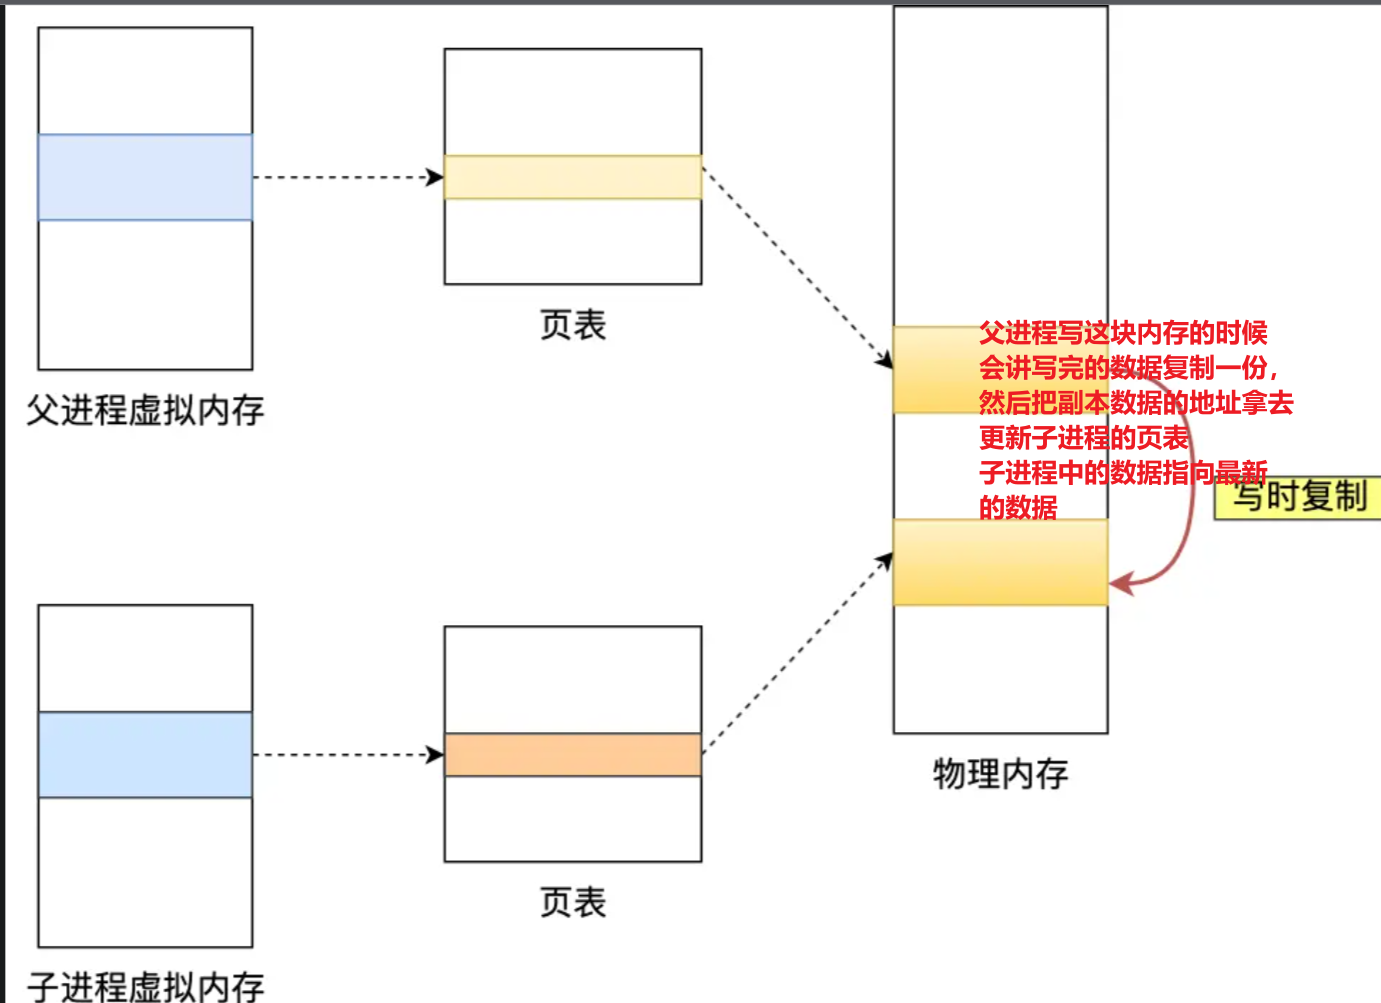 页表
父进程虚拟内存
父进程写这块内存的时候
会讲写完的数据复制一份，
然后把副本数据的地址拿去
更新子进程的页表
子进程中的数据指向最新
的数据
写时复制
物理内存
页表
子进程虚拟内存